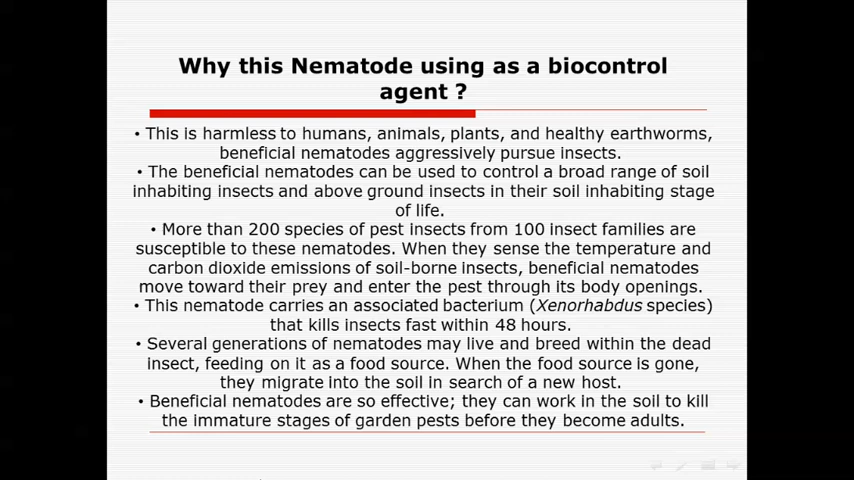 Why this Nematode using as a biocontrol
agent ?
• This is harmless to humans, animals, plants, and healthy earthworms,
beneficial nematodes aggressively pursue insects.
• The beneficial nematodes can be used to control a broad range of soil
inhabiting insects and above ground insects in their soil inhabiting stage
of life.
• More than 200 species of pest insects from 100 insect families are
susceptible to these nematodes. When they sense the temperature and
carbon dioxide emissions of soil-borne insects, beneficial nematodes
move toward their prey and enter the pest through its body openings.
• This nematode carries an associated bacterium (Xenorhabdus species)
that kills insects fast within 48 hours.
• Several generations of nematodes may live and breed within the dead
insect, feeding on it as a food source. When the food source is gone,
they migrate into the soil in search of a new host.
• Beneficial nematodes are so effective; they can work in the soil to kill
the immature stages of garden pests before they become adults.